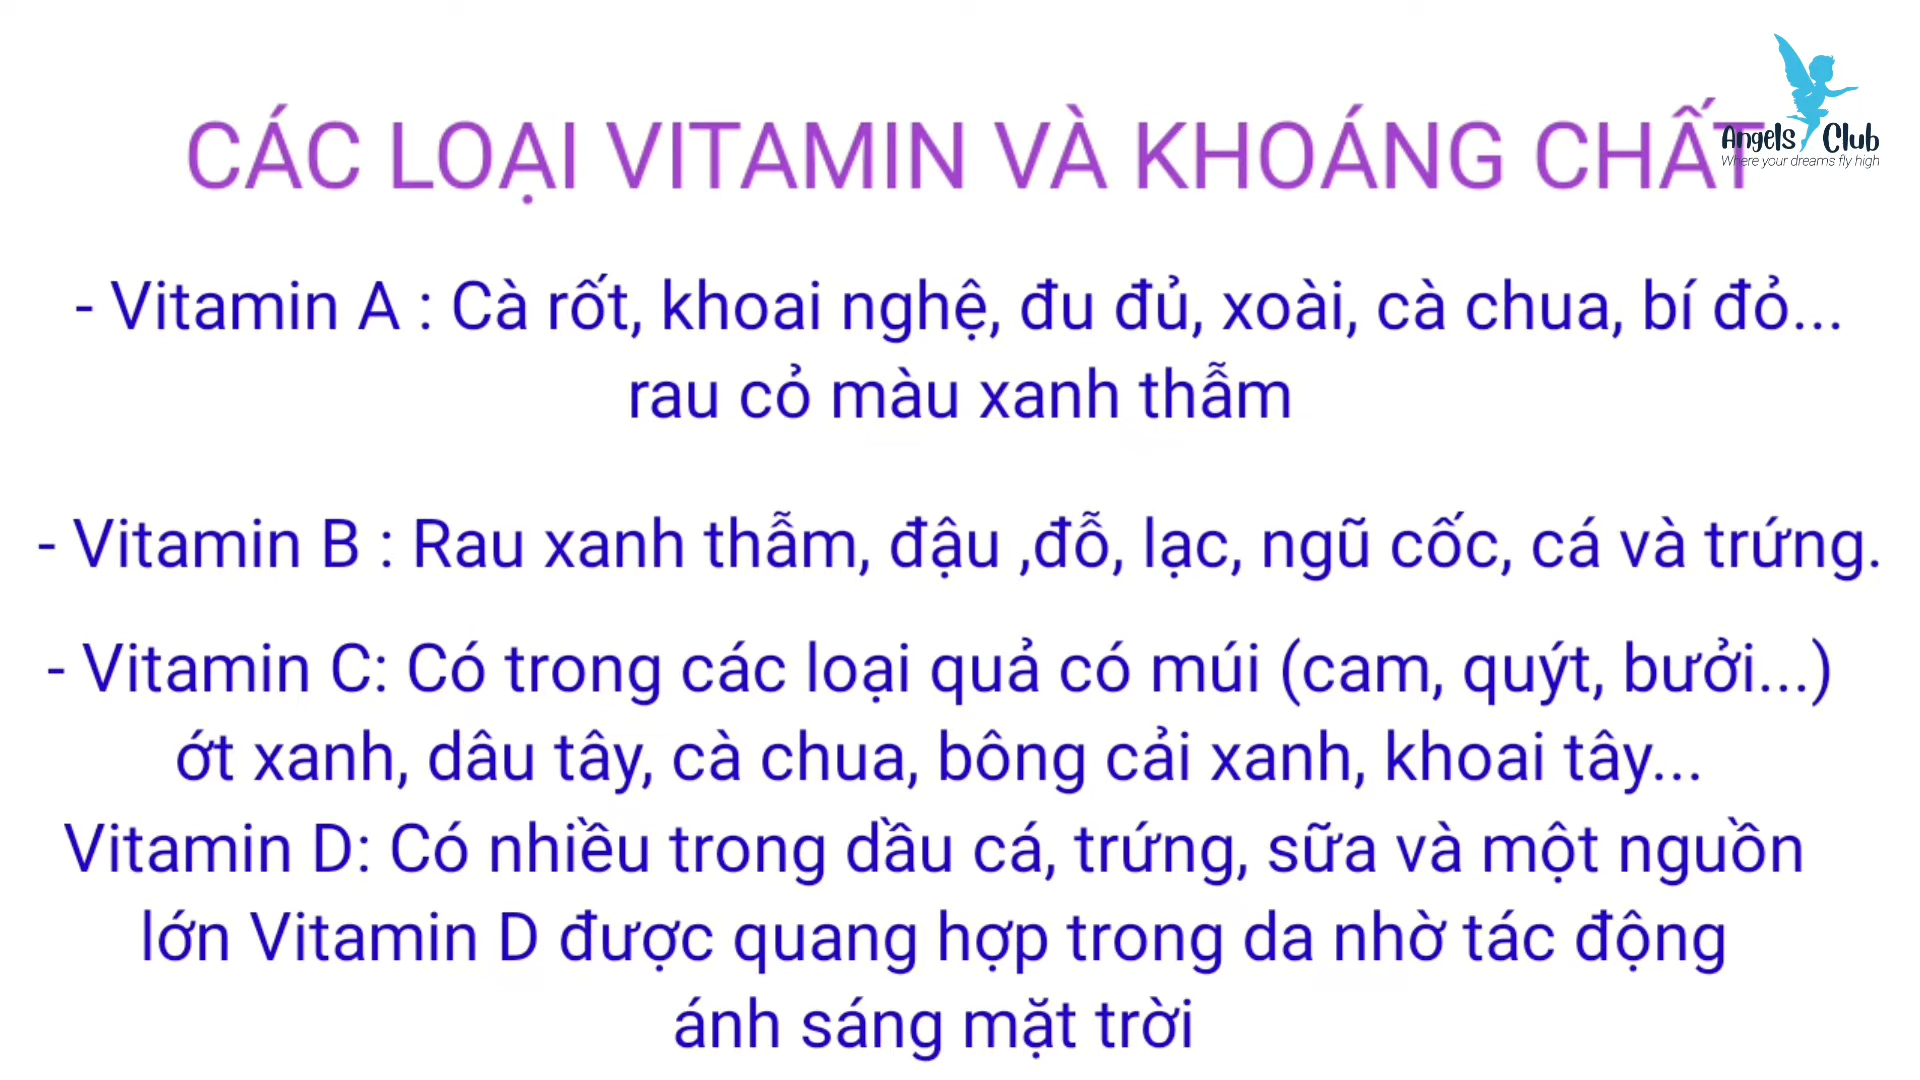 CÁC LOẠI VITAMIN VÀ KHOÁNG CHẤT
Angels Club
Where your dreams fly high
- Vitamin A : Cà rốt, khoai nghệ, đu đủ, xoài, cà chua, bí đỏ...
rau cỏ màu xanh thẫm
- Vitamin B : Rau xanh thẫm, đậu ,đỗ, lạc, ngũ cốc, cá và trứng.
- Vitamin C: Có trong các loại quả có múi (cam, quýt, bưởi...)
ớt xanh, dâu tây, cà chua, bông cải xanh, khoai tây...
Vitamin D: Có nhiều trong dầu cá, trứng, sữa và một nguồn
lớn Vitamin D được quang hợp trong da nhờ tác động
ánh sáng mặt trời